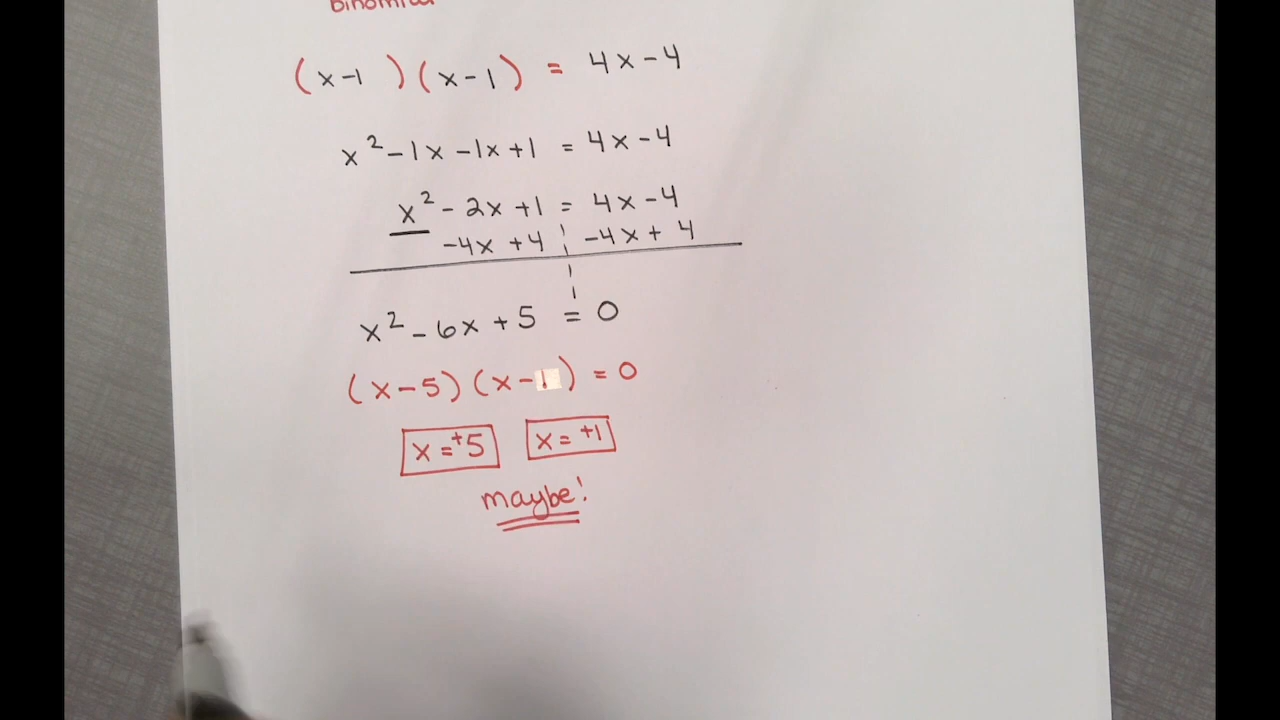 Binomial
(x-1)(x-1) = 4x-4
x²-1x-1x+1 = 4x-4
x²-2x+1 = 4x-4
-4x+4 -4x+4
x²-6x+5 = 0
(x-5)(x-1) = 0
x=+5 x=+1
maybe!